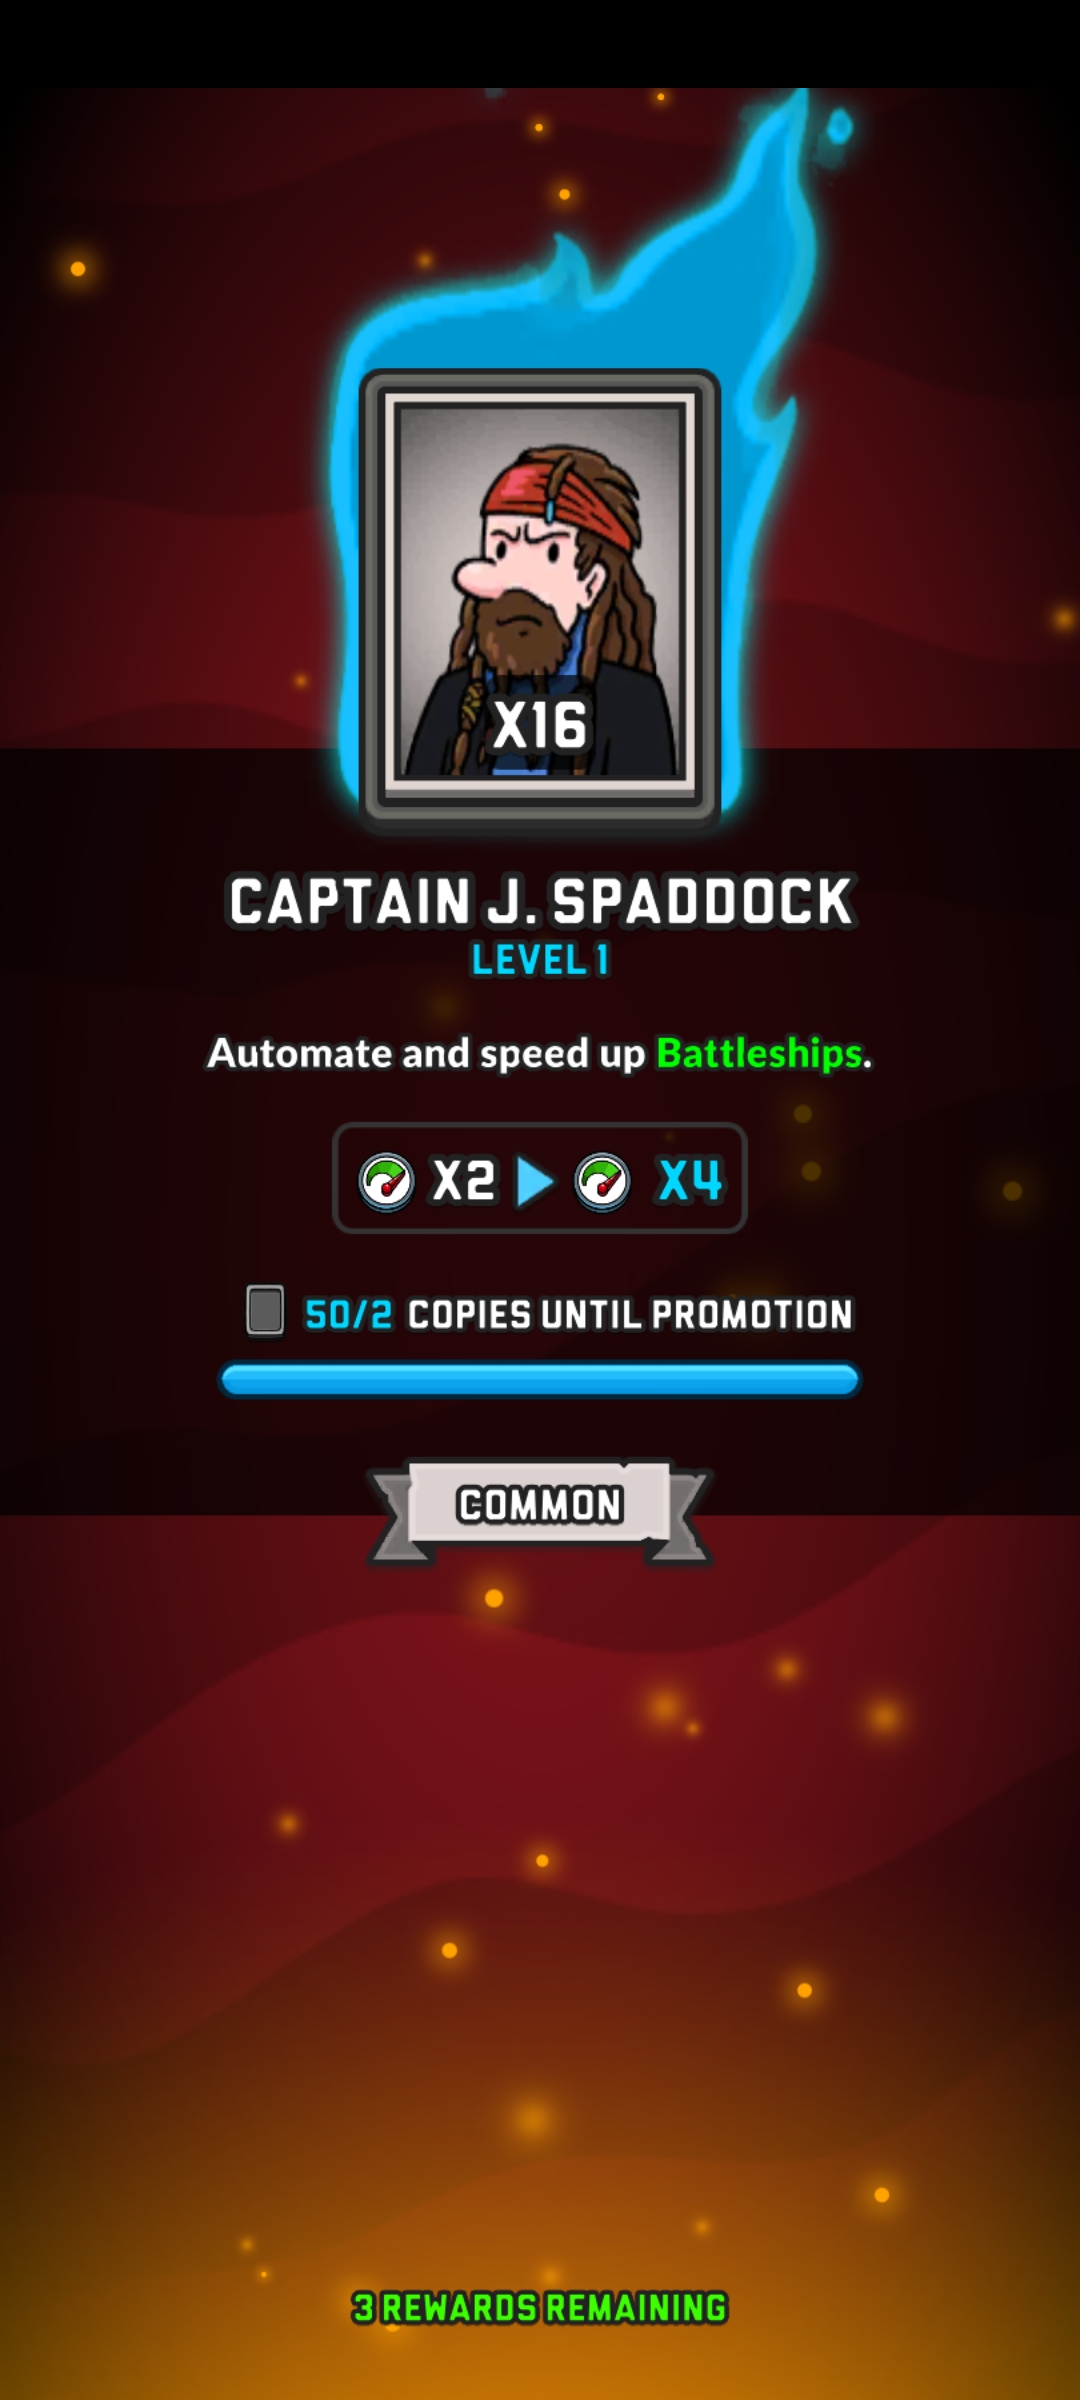 X16
CAPTAIN J. SPADDOCK
LEVEL 1
Automate and speed up Battleships.
X2 X4
50/2 COPIES UNTIL PROMOTION
COMMON
3 REWARDS REMAINING